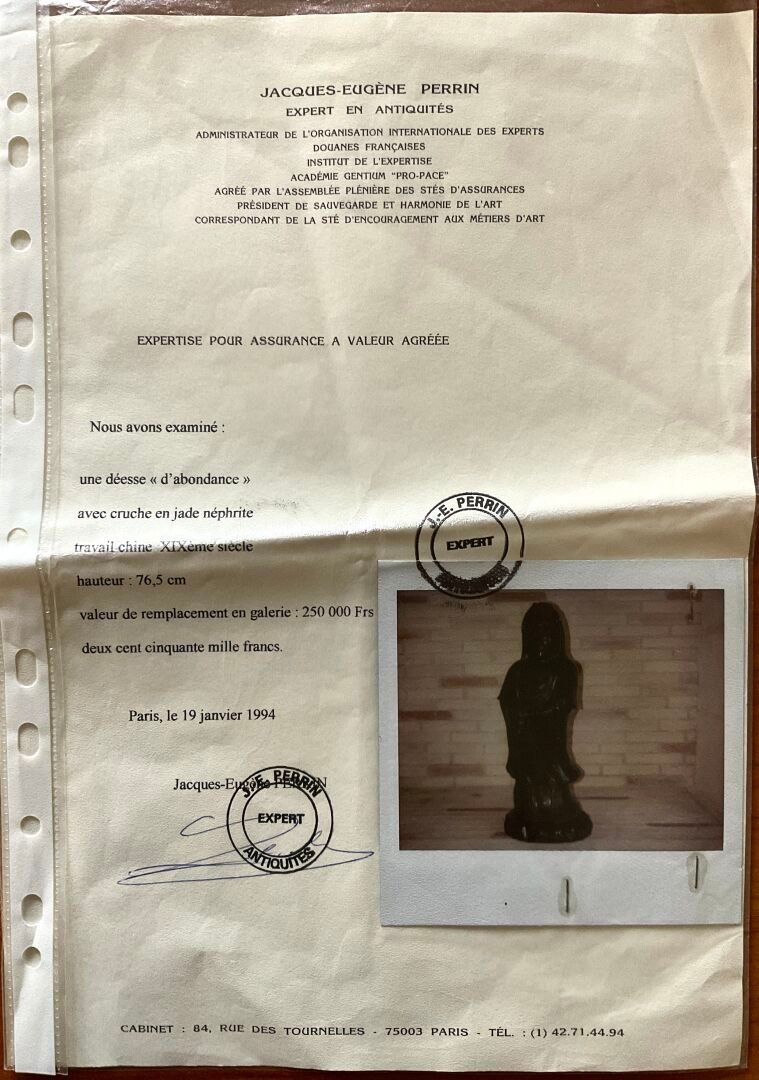 JACQUES-EUGÈNE PERRIN
EXPERT EN ANTIQUITÉS
ADMINISTRATEUR DE L'ORGANISATION INTERNATIONALE DES EXPERTS
DOUANES FRANÇAISES
INSTITUT DE L'EXPERTISE
ACADÉMIE GENTIUM "PRO-PACE"
AGRÉÉ PAR L'ASSEMBLÉE PLÉNIÈRE DES STÉS D'ASSURANCES
PRÉSIDENT DE SAUVEGARDE ET HARMONIE DE L'ART
CORRESPONDANT DE LA STÉ D'ENCOURAGEMENT AUX MÉTIERS D'ART
EXPERTISE POUR ASSURANCE A VALEUR AGRÉÉE
Nous avons examiné :
une déesse « d'abondance »
avec cruche en jade néphrite
travail chine XIXème siècle
hauteur : 76,5 cm
valeur de remplacement en galerie : 250 000 Frs
deux cent cinquante mille francs.
J.-E. PERRIN
EXPERT
ANTIQUITÉS
Paris, le 19 janvier 1994
Jacques-Eugène PERRIN
J.-E. PERRIN
EXPERT
ANTIQUITÉS
CABINET : 84, RUE DES TOURNELLES - 75003 PARIS - TÉL. : (1) 42.71.44.94